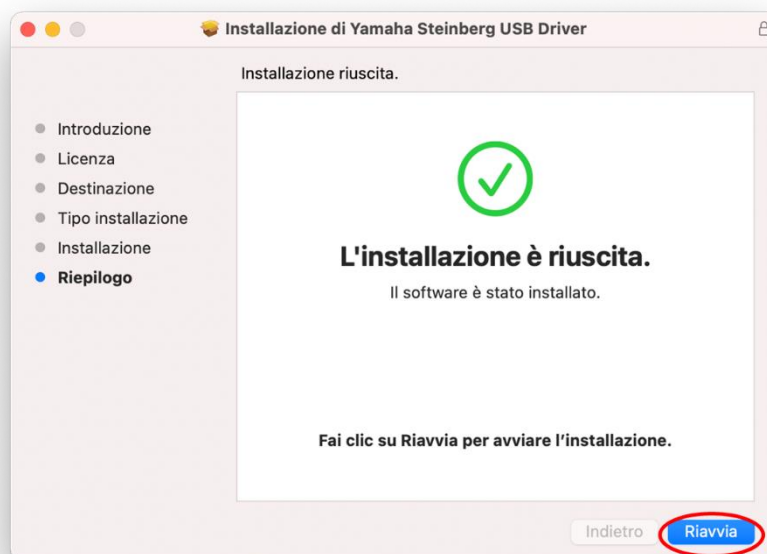 Installazione di Yamaha Steinberg USB Driver
Installazione riuscita.
Introduzione
Licenza
Destinazione
Tipo installazione
Installazione
Riepilogo
L'installazione è riuscita.
Il software è stato installato.
Fai clic su Riavvia per avviare l’installazione.
Indietro
Riavvia